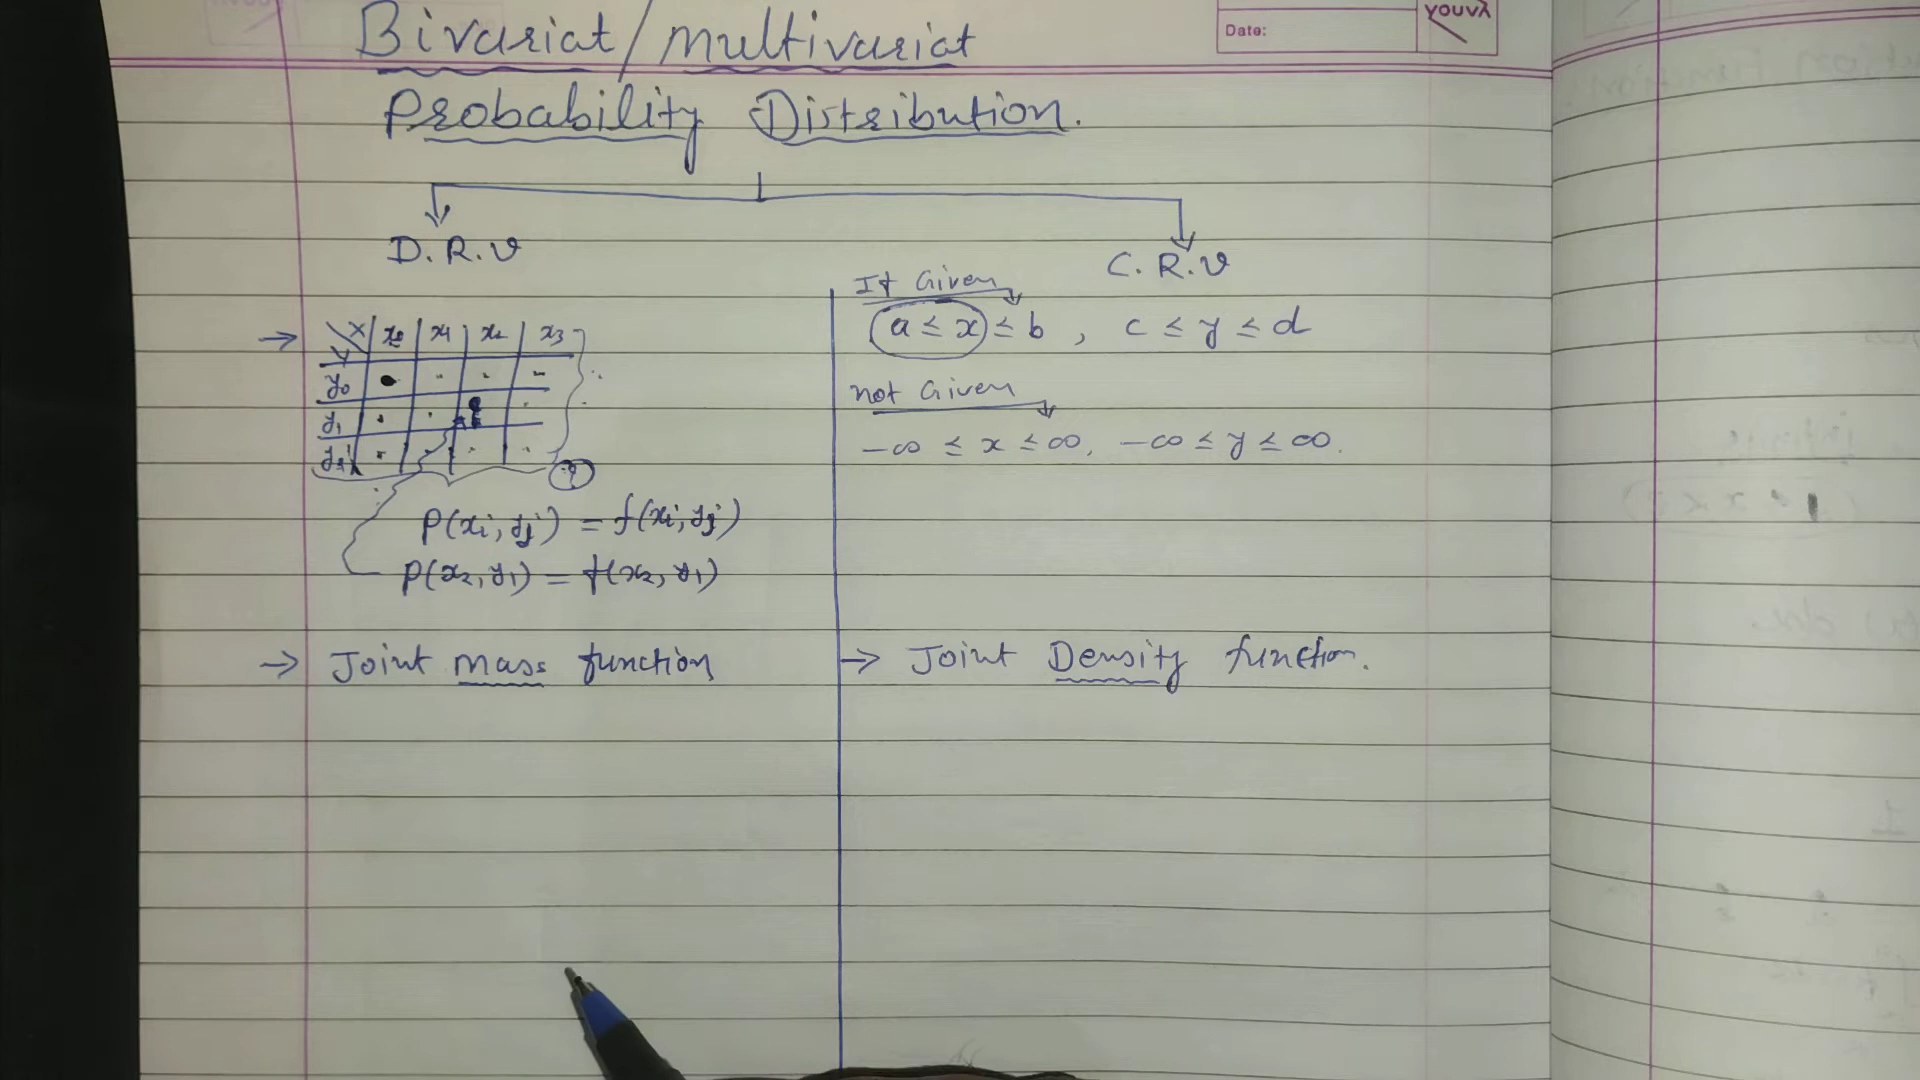 Bivariat/multivariat
Date:
YOUVA
Probability Distribution.
D.R.V
C.R.V
If Given
X x0 x1 x2 x3
a ≤ x ≤ b , c ≤ y ≤ d
Y
y0
not Given
y1
-∞ ≤ x ≤ ∞, -∞ ≤ y ≤ ∞.
P(xi, yj) = f(xi, yj)
P(x2, y1) = f(x2, y1)
→ Joint mass function
→ Joint Density function.